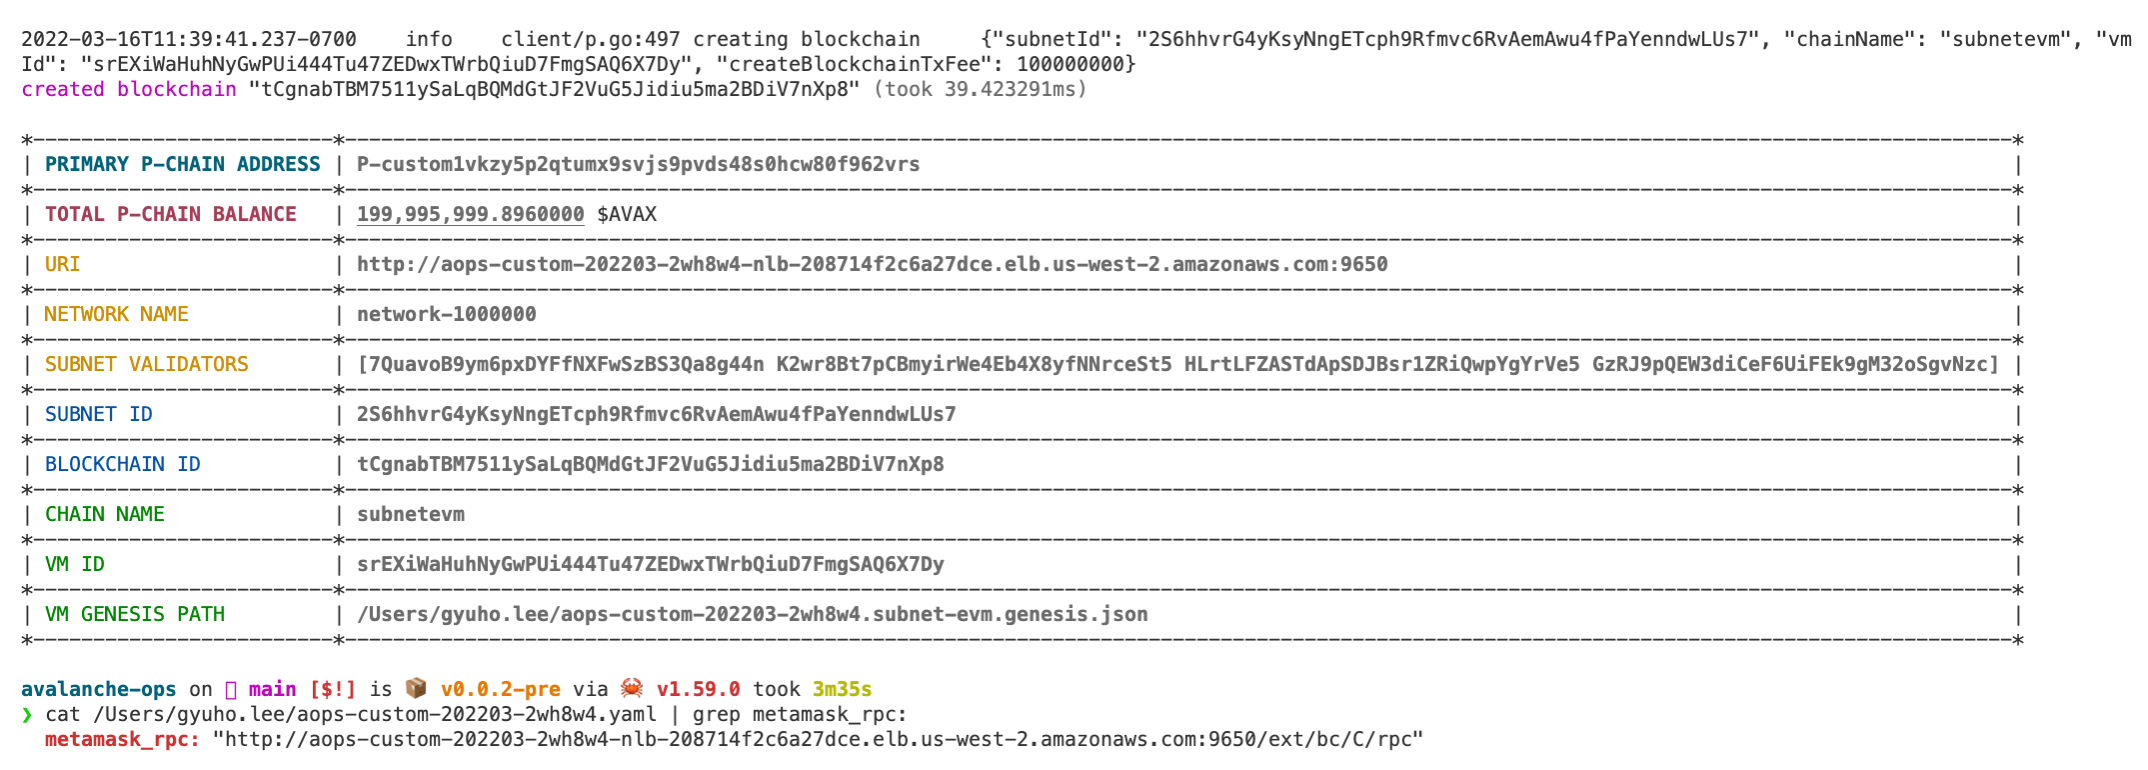 2022-03-16T11:39:41.237-0700    info    client/p.go:497 creating blockchain     {"subnetId": "2S6hhvrG4yKsyNngETcph9Rfmvc6RvAemAwu4fPaYenndwLUs7", "chainName": "subnetevm", "vm
Id": "srEXiWaHuhNyGwPUi444Tu47ZEDwxTWrbQiuD7FmgSAQ6X7Dy", "createBlockchainTxFee": 100000000}
created blockchain "tCgnabTBM7511ySaLqBQMdGtJF2VuG5Jidiu5ma2BDiV7nXp8" (took 39.423291ms)
| PRIMARY P-CHAIN ADDRESS | P-custom1vkzy5p2qtumx9svjs9pvds48s0hcw80f962vrs |
| TOTAL P-CHAIN BALANCE | 199,995,999.8960000 $AVAX |
| URI | http://aops-custom-202203-2wh8w4-nlb-208714f2c6a27dce.elb.us-west-2.amazonaws.com:9650 |
| NETWORK NAME | network-1000000 |
| SUBNET VALIDATORS | [7QuavoB9ym6pxDYFfNXFwSzBS3Qa8g44n K2wr8Bt7pCBmyirWe4Eb4X8yfNNrceSt5 HLrtLFZASTdApSDJBsr1ZRiQwpYgYrVe5 GzRJ9pQEW3diCeF6UiFEk9gM32oSgvNzc] |
| SUBNET ID | 2S6hhvrG4yKsyNngETcph9Rfmvc6RvAemAwu4fPaYenndwLUs7 |
| BLOCKCHAIN ID | tCgnabTBM7511ySaLqBQMdGtJF2VuG5Jidiu5ma2BDiV7nXp8 |
| CHAIN NAME | subnetevm |
| VM ID | srEXiWaHuhNyGwPUi444Tu47ZEDwxTWrbQiuD7FmgSAQ6X7Dy |
| VM GENESIS PATH | /Users/gyuho.lee/aops-custom-202203-2wh8w4.subnet-evm.genesis.json |
avalanche-ops on main [$!] is 📦 v0.0.2-pre via 🦀 v1.59.0 took 3m35s
❯ cat /Users/gyuho.lee/aops-custom-202203-2wh8w4.yaml | grep metamask_rpc:
metamask_rpc: "http://aops-custom-202203-2wh8w4-nlb-208714f2c6a27dce.elb.us-west-2.amazonaws.com:9650/ext/bc/C/rpc"